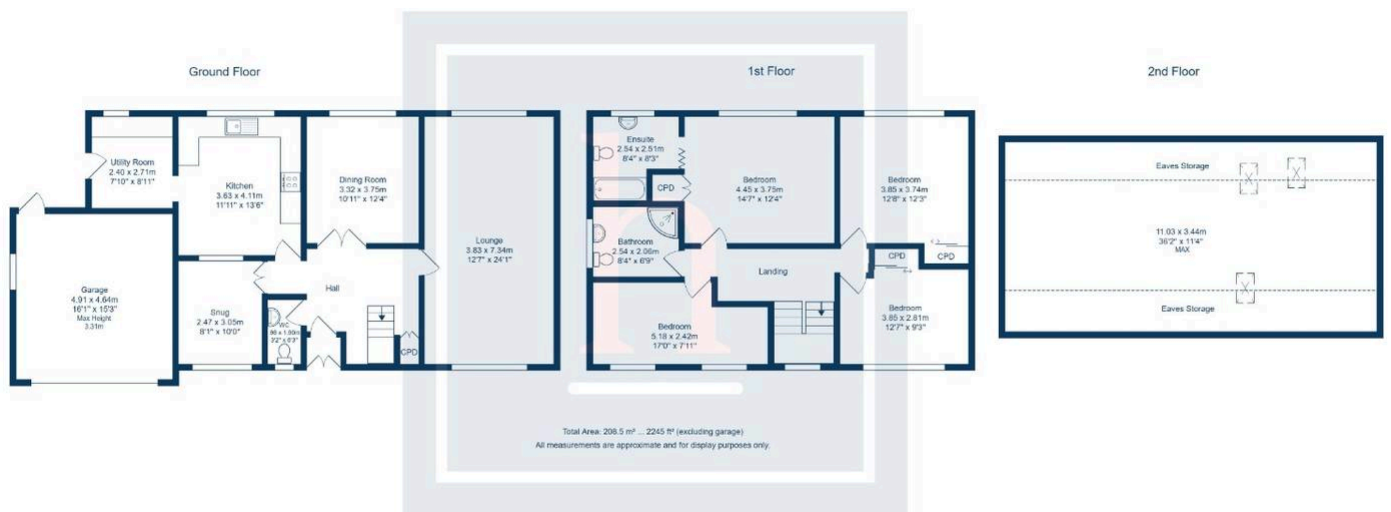 Ground Floor
1st Floor
2nd Floor
Utility Room
2.40 x 2.71m
7'10" x 8'11"
Kitchen
3.63 x 4.11m
11'11" x 13'6"
Dining Room
3.32 x 3.75m
10'11" x 12'4"
Lounge
3.83 x 7.34m
12'7" x 24'1"
Garage
4.91 x 4.64m
16'1" x 15'3"
Max Height
3.31m
Snug
2.47 x 3.05m
8'1" x 10'0"
WC
3'2" x 6'3"
Hall
CPD
Ensuite
2.54 x 2.51m
8'4" x 8'3"
CPD
Bedroom
4.45 x 3.75m
14'7" x 12'4"
Bedroom
3.85 x 3.74m
12'8" x 12'3"
CPD
Bathroom
2.54 x 2.06m
8'4" x 6'9"
Landing
CPD
Bedroom
5.18 x 2.42m
17'0" x 7'11"
Bedroom
3.85 x 2.81m
12'7" x 9'3"
Eaves Storage
11.03 x 3.44m
36'2" x 11'4"
MAX
Eaves Storage
n
Total Area: 208.5 m² ... 2245 ft² (excluding garage)
All measurements are approximate and for display purposes only.